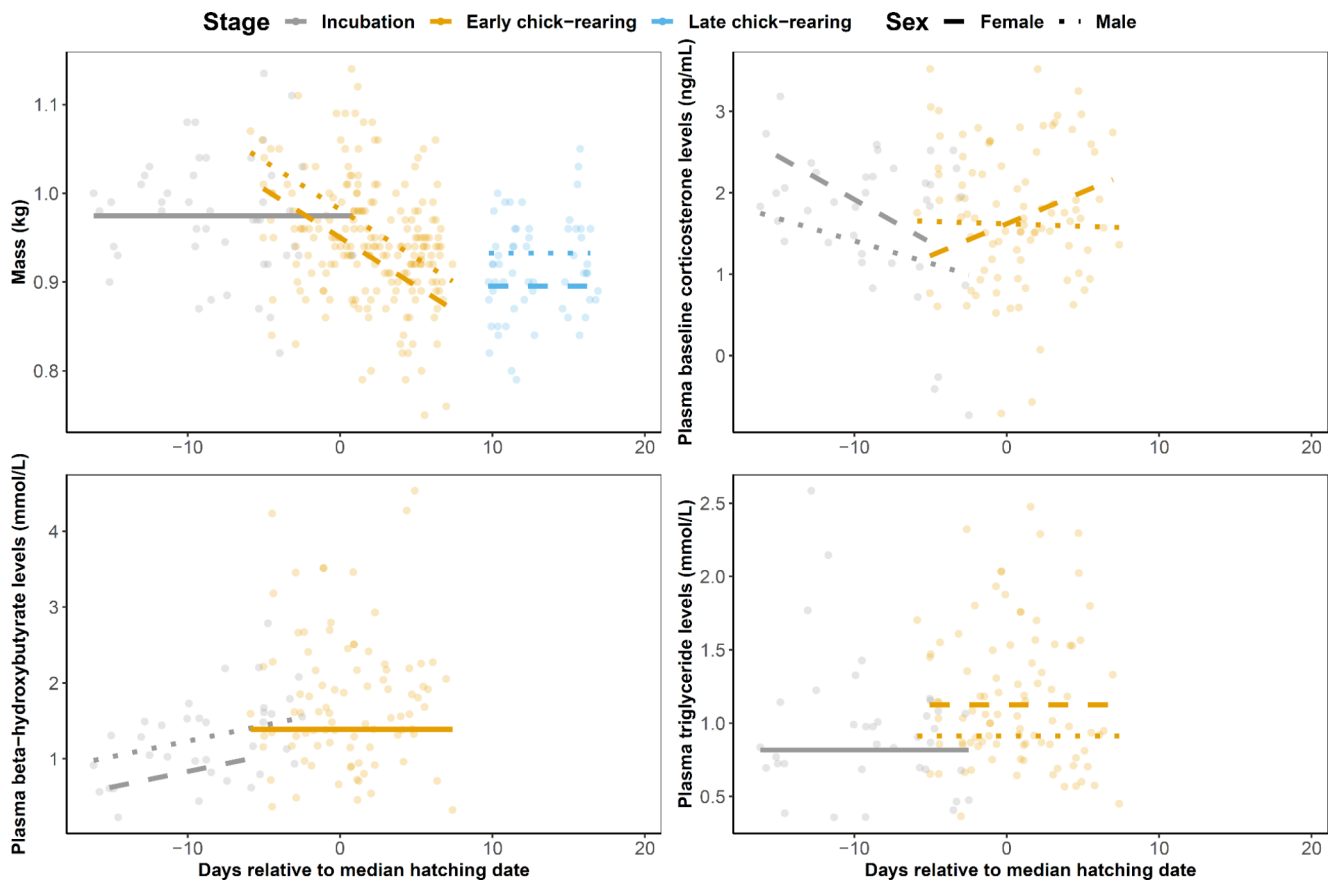 Stage Incubation Early chick−rearing Late chick−rearing Sex Female Male
Mass (kg)
1.1
1.0
0.9
0.8
−10 0 10 20
Plasma baseline corticosterone levels (ng/mL)
3
2
1
0
−10 0 10 20
Plasma beta−hydroxybutyrate levels (mmol/L)
4
3
2
1
−10 0 10 20
Days relative to median hatching date
Plasma triglyceride levels (mmol/L)
2.5
2.0
1.5
1.0
0.5
−10 0 10 20
Days relative to median hatching date